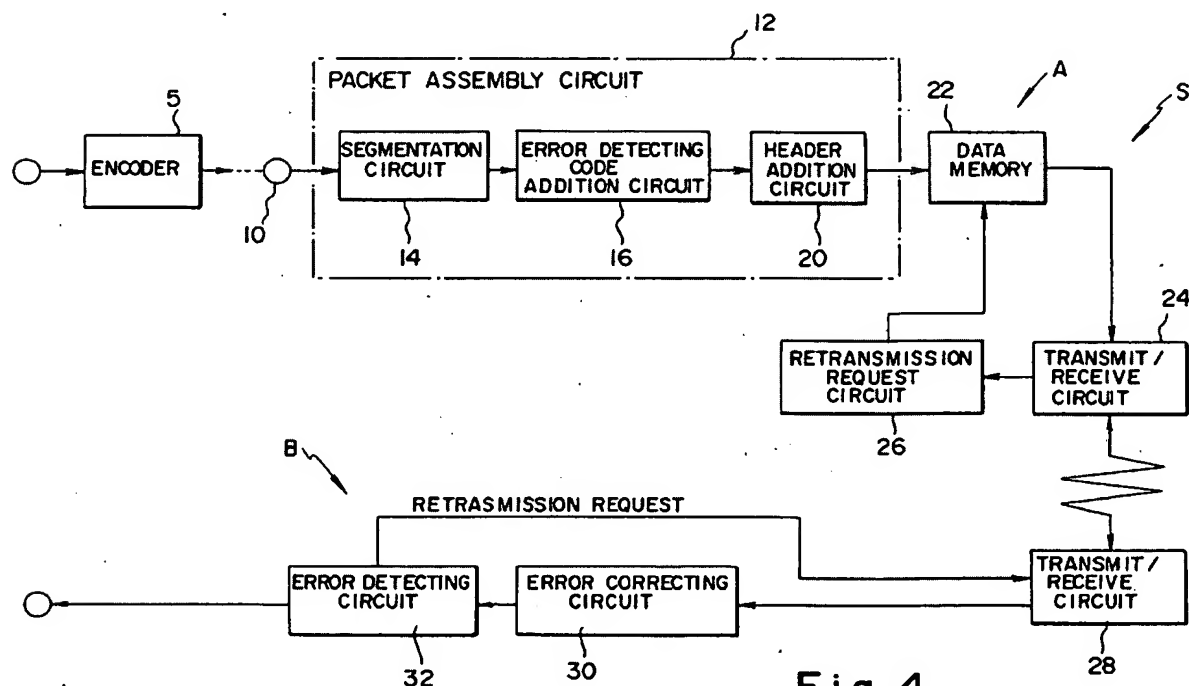 12
PACKET ASSEMBLY CIRCUIT
A
S
5
22
ENCODER
SEGMENTATION
CIRCUIT
ERROR DETECTING
CODE
ADDITION CIRCUIT
HEADER
ADDITION
CIRCUIT
DATA
MEMORY
10
14
16
20
24
RETRANSMISSION
REQUEST
CIRCUIT
TRANSMIT/
RECEIVE
CIRCUIT
26
B
RETRASMISSION REQUEST
ERROR DETECTING
CIRCUIT
ERROR CORRECTING
CIRCUIT
TRANSMIT/
RECEIVE
CIRCUIT
32
30
28
Fig. 4